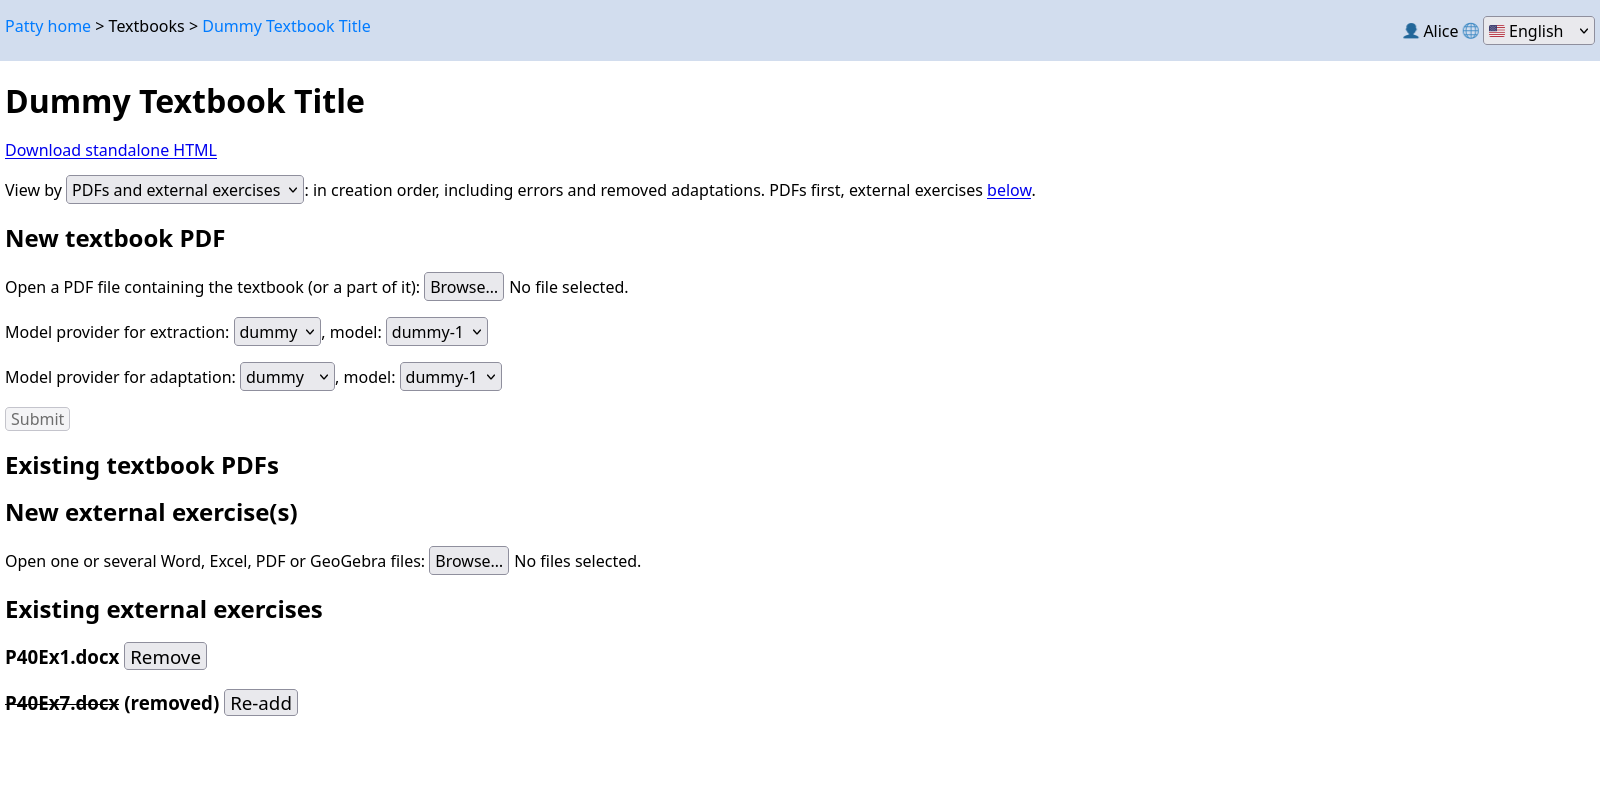 Patty home > Textbooks > Dummy Textbook Title
Alice English
Dummy Textbook Title
Download standalone HTML
View by PDFs and external exercises : in creation order, including errors and removed adaptations. PDFs first, external exercises below.
New textbook PDF
Open a PDF file containing the textbook (or a part of it): Browse... No file selected.
Model provider for extraction: dummy , model: dummy-1
Model provider for adaptation: dummy , model: dummy-1
Submit
Existing textbook PDFs
New external exercise(s)
Open one or several Word, Excel, PDF or GeoGebra files: Browse... No files selected.
Existing external exercises
P40Ex1.docx Remove
P40Ex7.docx (removed) Re-add